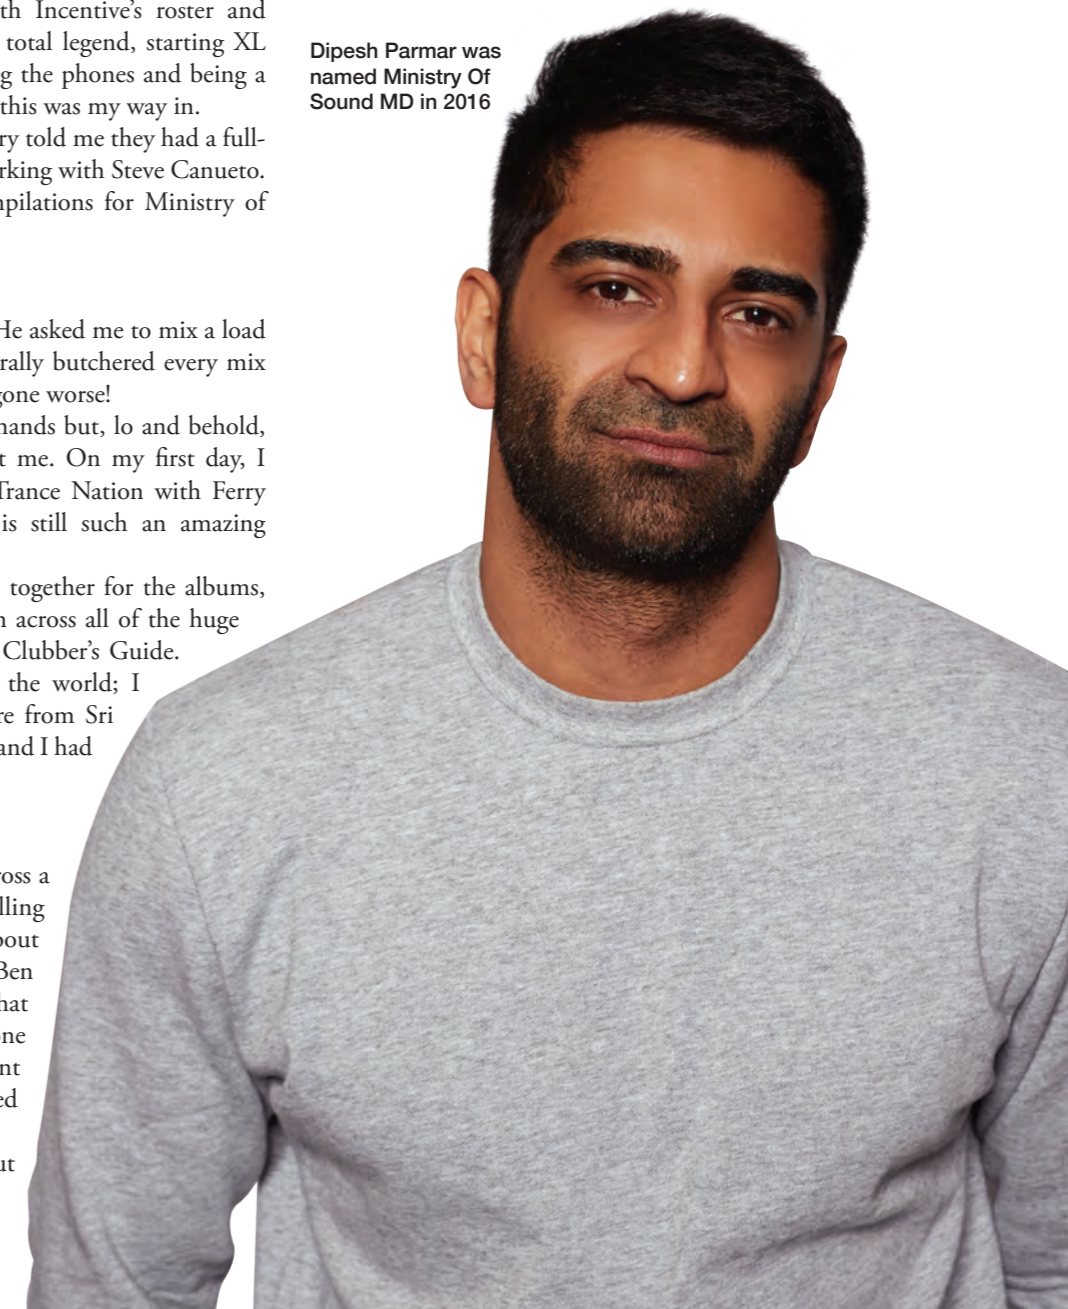 th Incentive's roster and
total legend, starting XL
g the phones and being a
this was my way in.
ry told me they had a full-
rking with Steve Canueto.
npilations for Ministry of
He asked me to mix a load
rally butchered every mix
gone worse!
hands but, lo and behold,
t me. On my first day, I
Trance Nation with Ferry
is still such an amazing
together for the albums,
n across all of the huge
Clubber's Guide.
the world; I
re from Sri
and I had
oss a
lling
bout
Ben
hat
one
nt
ed
ut
Dipesh Parmar was
named Ministry Of
Sound MD in 2016